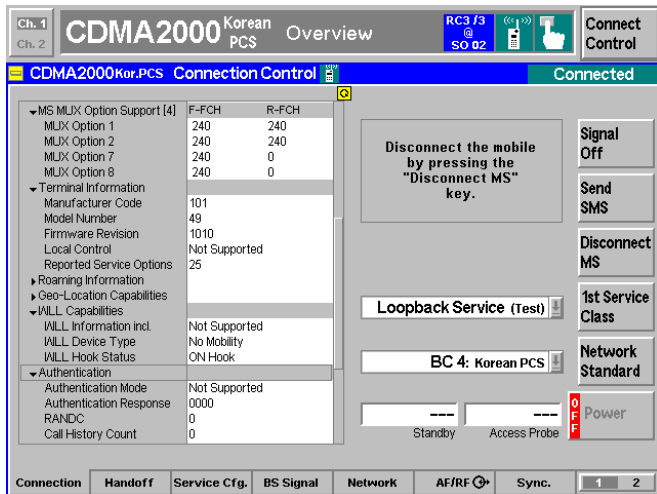 Ch. 1
Ch. 2
CDMA2000 Korean PCS Overview
RC3 /3
@
SO 02
Connect
Control
CDMA2000 Kor.PCS Connection Control
Connected
Q
MS MUX Option Support [4] F-FCH R-FCH
MUX Option 1 240 240
MUX Option 2 240 240
MUX Option 7 240 0
MUX Option 8 240 0
Terminal Information
Manufacturer Code 101
Model Number 49
Firmware Revision 1010
Local Control Not Supported
Reported Service Options 25
Roaming Information
Geo-Location Capabilities
WLL Capabilities
WLL Information incl. Not Supported
WLL Device Type No Mobility
WLL Hook Status ON Hook
Authentication
Authentication Mode Not Supported
Authentication Response 0000
RANDC 0
Call History Count 0
Disconnect the mobile
by pressing the
"Disconnect MS"
key.
Loopback Service (Test)
BC 4: Korean PCS
--- ---
Standby Access Probe
Signal
Off
Send
SMS
Disconnect
MS
1st Service
Class
Network
Standard
OFF Power
Connection Handoff Service Cfg. BS Signal Network AF/RF Sync. 1 2